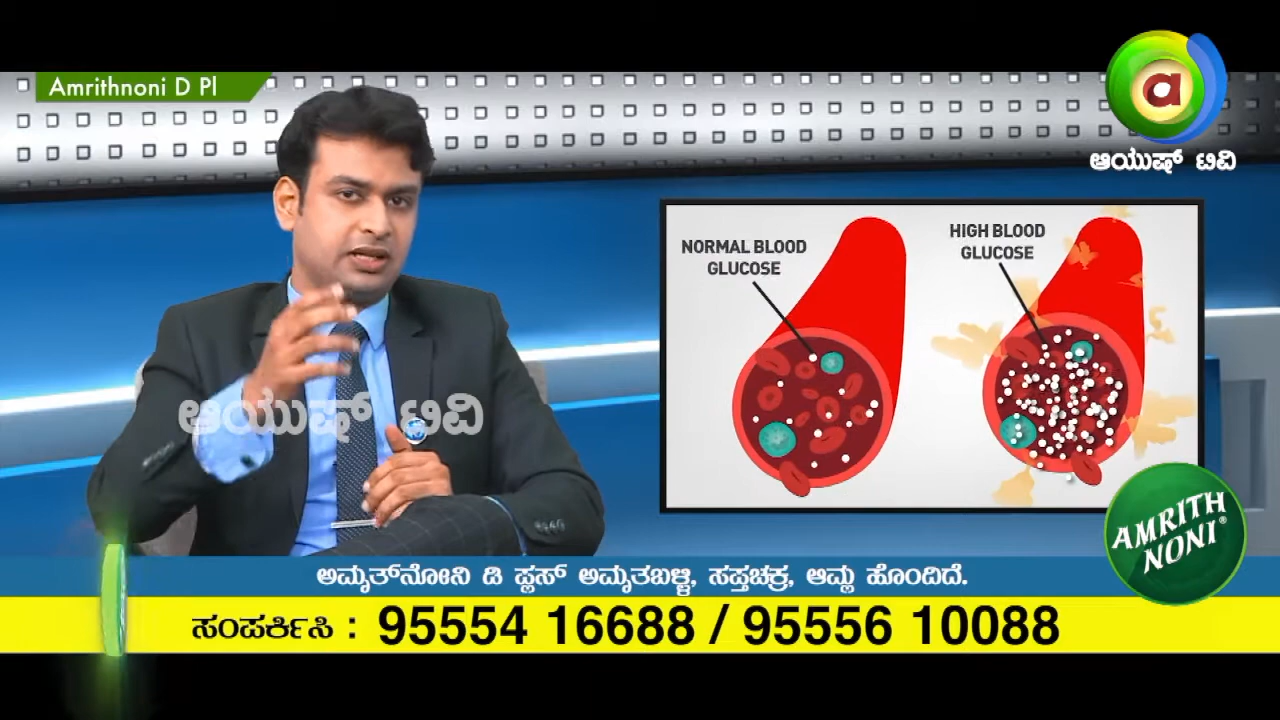 Amrithnoni D Pl
a
ಆಯುಷ್ ಟಿವಿ
NORMAL BLOOD
GLUCOSE
HIGH BLOOD
GLUCOSE
ಆಯುಷ್ ಟಿವಿ
AMRITH
NONI®
ಅಮೃತ್‌ನೋನಿ ಡಿ ಪ್ಲಸ್ ಅಮೃತಬಳ್ಳಿ, ಸಪ್ತಚಕ್ರ, ಆಮ್ಲ ಹೊಂದಿದೆ.
ಸಂಪರ್ಕಿಸಿ : 95554 16688 / 95556 10088